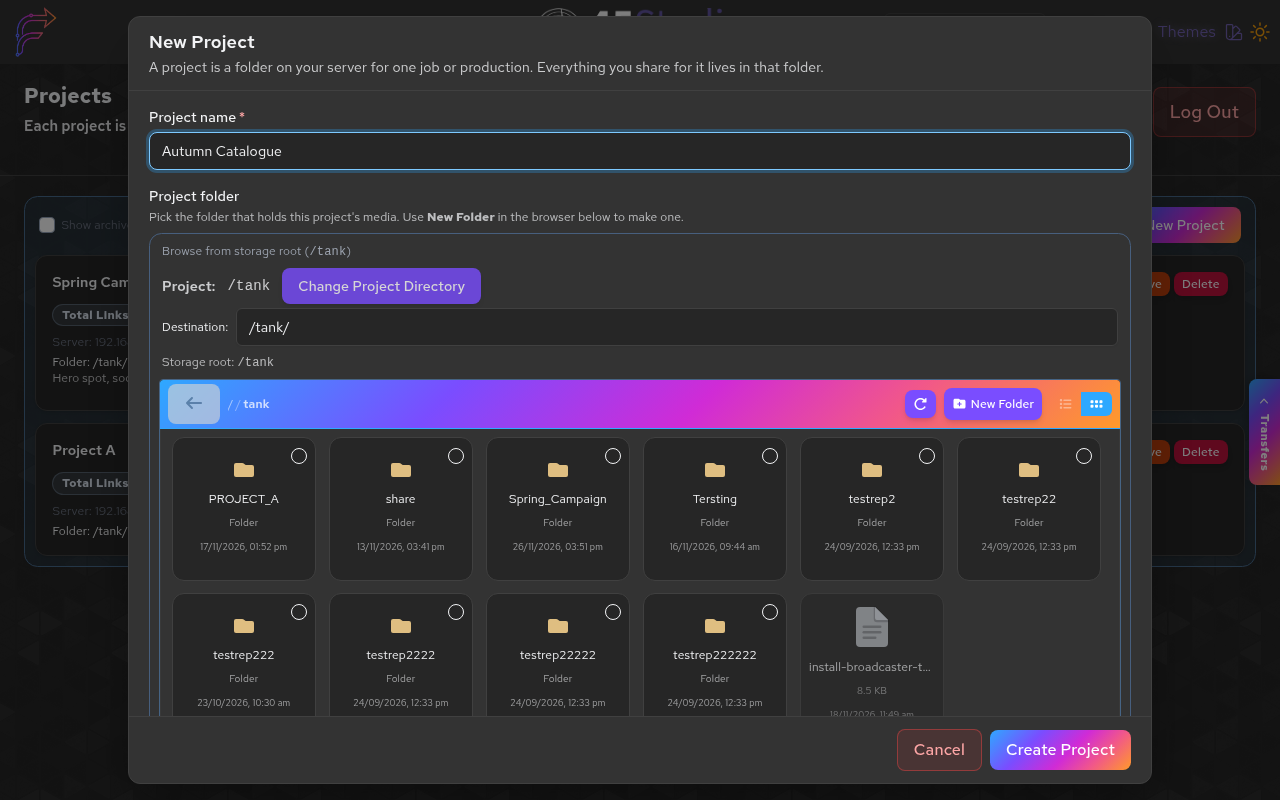 Themes
Projects
Each project is
Log Out
New Project
A project is a folder on your server for one job or production. Everything you share for it lives in that folder.
Project name *
Autumn Catalogue
Project folder
Pick the folder that holds this project's media. Use New Folder in the browser below to make one.
Browse from storage root (/tank)
Project: /tank Change Project Directory
Destination: /tank/
Storage root: /tank
// tank New Folder
PROJECT_A
Folder
17/11/2026, 01:52 pm
share
Folder
13/11/2026, 03:41 pm
Spring_Campaign
Folder
26/11/2026, 03:51 pm
Tersting
Folder
16/11/2026, 09:44 am
testrep2
Folder
24/09/2026, 12:33 pm
testrep22
Folder
24/09/2026, 12:33 pm
testrep222
Folder
23/10/2026, 10:30 am
testrep2222
Folder
24/09/2026, 12:33 pm
testrep22222
Folder
24/09/2026, 12:33 pm
testrep222222
Folder
24/09/2026, 12:33 pm
install-broadcaster-t...
8.5 KB
18/11/2026, 11:49 am
Cancel
Create Project
Show archiv
New Project
Spring Cam
Total Links
Server: 192.16
Folder: /tank/
Hero spot, soc
ve
Delete
Project A
Total Links
Server: 192.16
Folder: /tank/
ve
Delete
Transfers